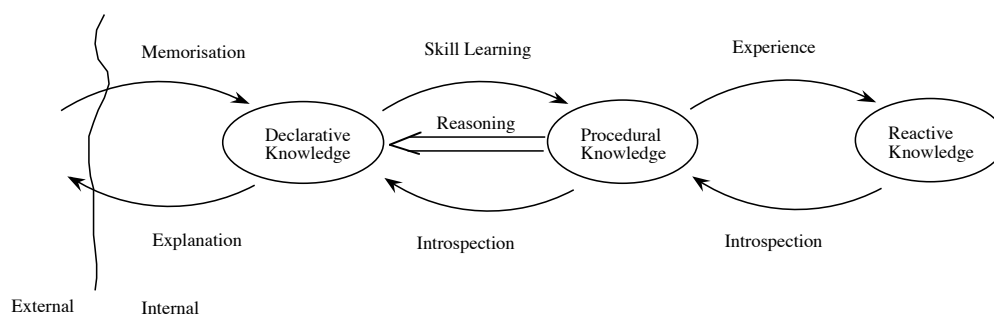 Memorisation
Skill Learning
Experience
Reasoning
Declarative
Knowledge
Procedural
Knowledge
Reactive
Knowledge
Explanation
Introspection
Introspection
External
Internal